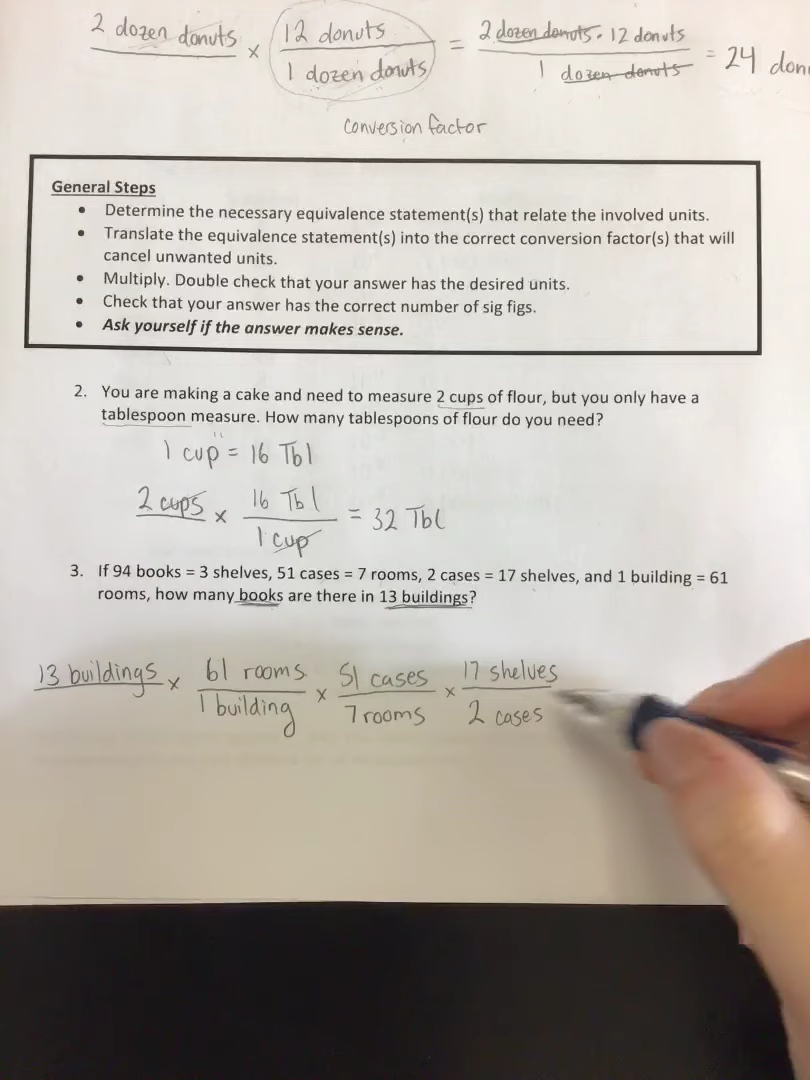 2 dozen donuts × 12 donuts / 1 dozen donuts = 2 dozen donuts · 12 donuts / 1 dozen donuts = 24
conversion factor
General Steps
• Determine the necessary equivalence statement(s) that relate the involved units.
• Translate the equivalence statement(s) into the correct conversion factor(s) that will
cancel unwanted units.
• Multiply. Double check that your answer has the desired units.
• Check that your answer has the correct number of sig figs.
• Ask yourself if the answer makes sense.
2. You are making a cake and need to measure 2 cups of flour, but you only have a
tablespoon measure. How many tablespoons of flour do you need?
1 cup = 16 Tbl
2 cups × 16 Tbl / 1 cup = 32 Tbl
3. If 94 books = 3 shelves, 51 cases = 7 rooms, 2 cases = 17 shelves, and 1 building = 61
rooms, how many books are there in 13 buildings?
13 buildings × 61 rooms / 1 building × 51 cases / 7 rooms × 17 shelves / 2 cases